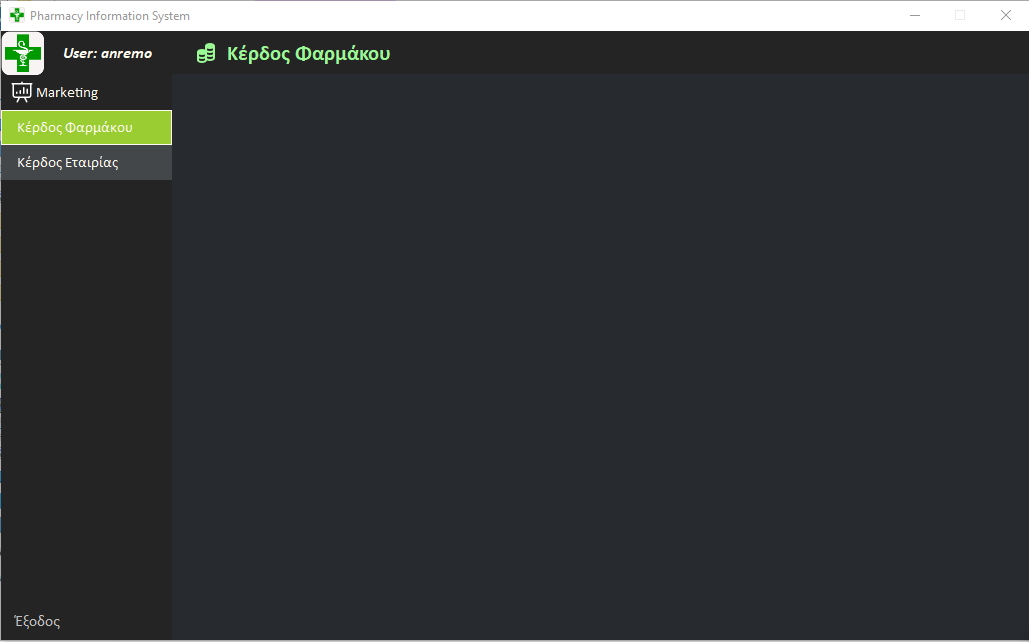 Pharmacy Information System
User: anremo
Κέρδος Φαρμάκου
Marketing
Κέρδος Φαρμάκου
Κέρδος Εταιρίας
Έξοδος